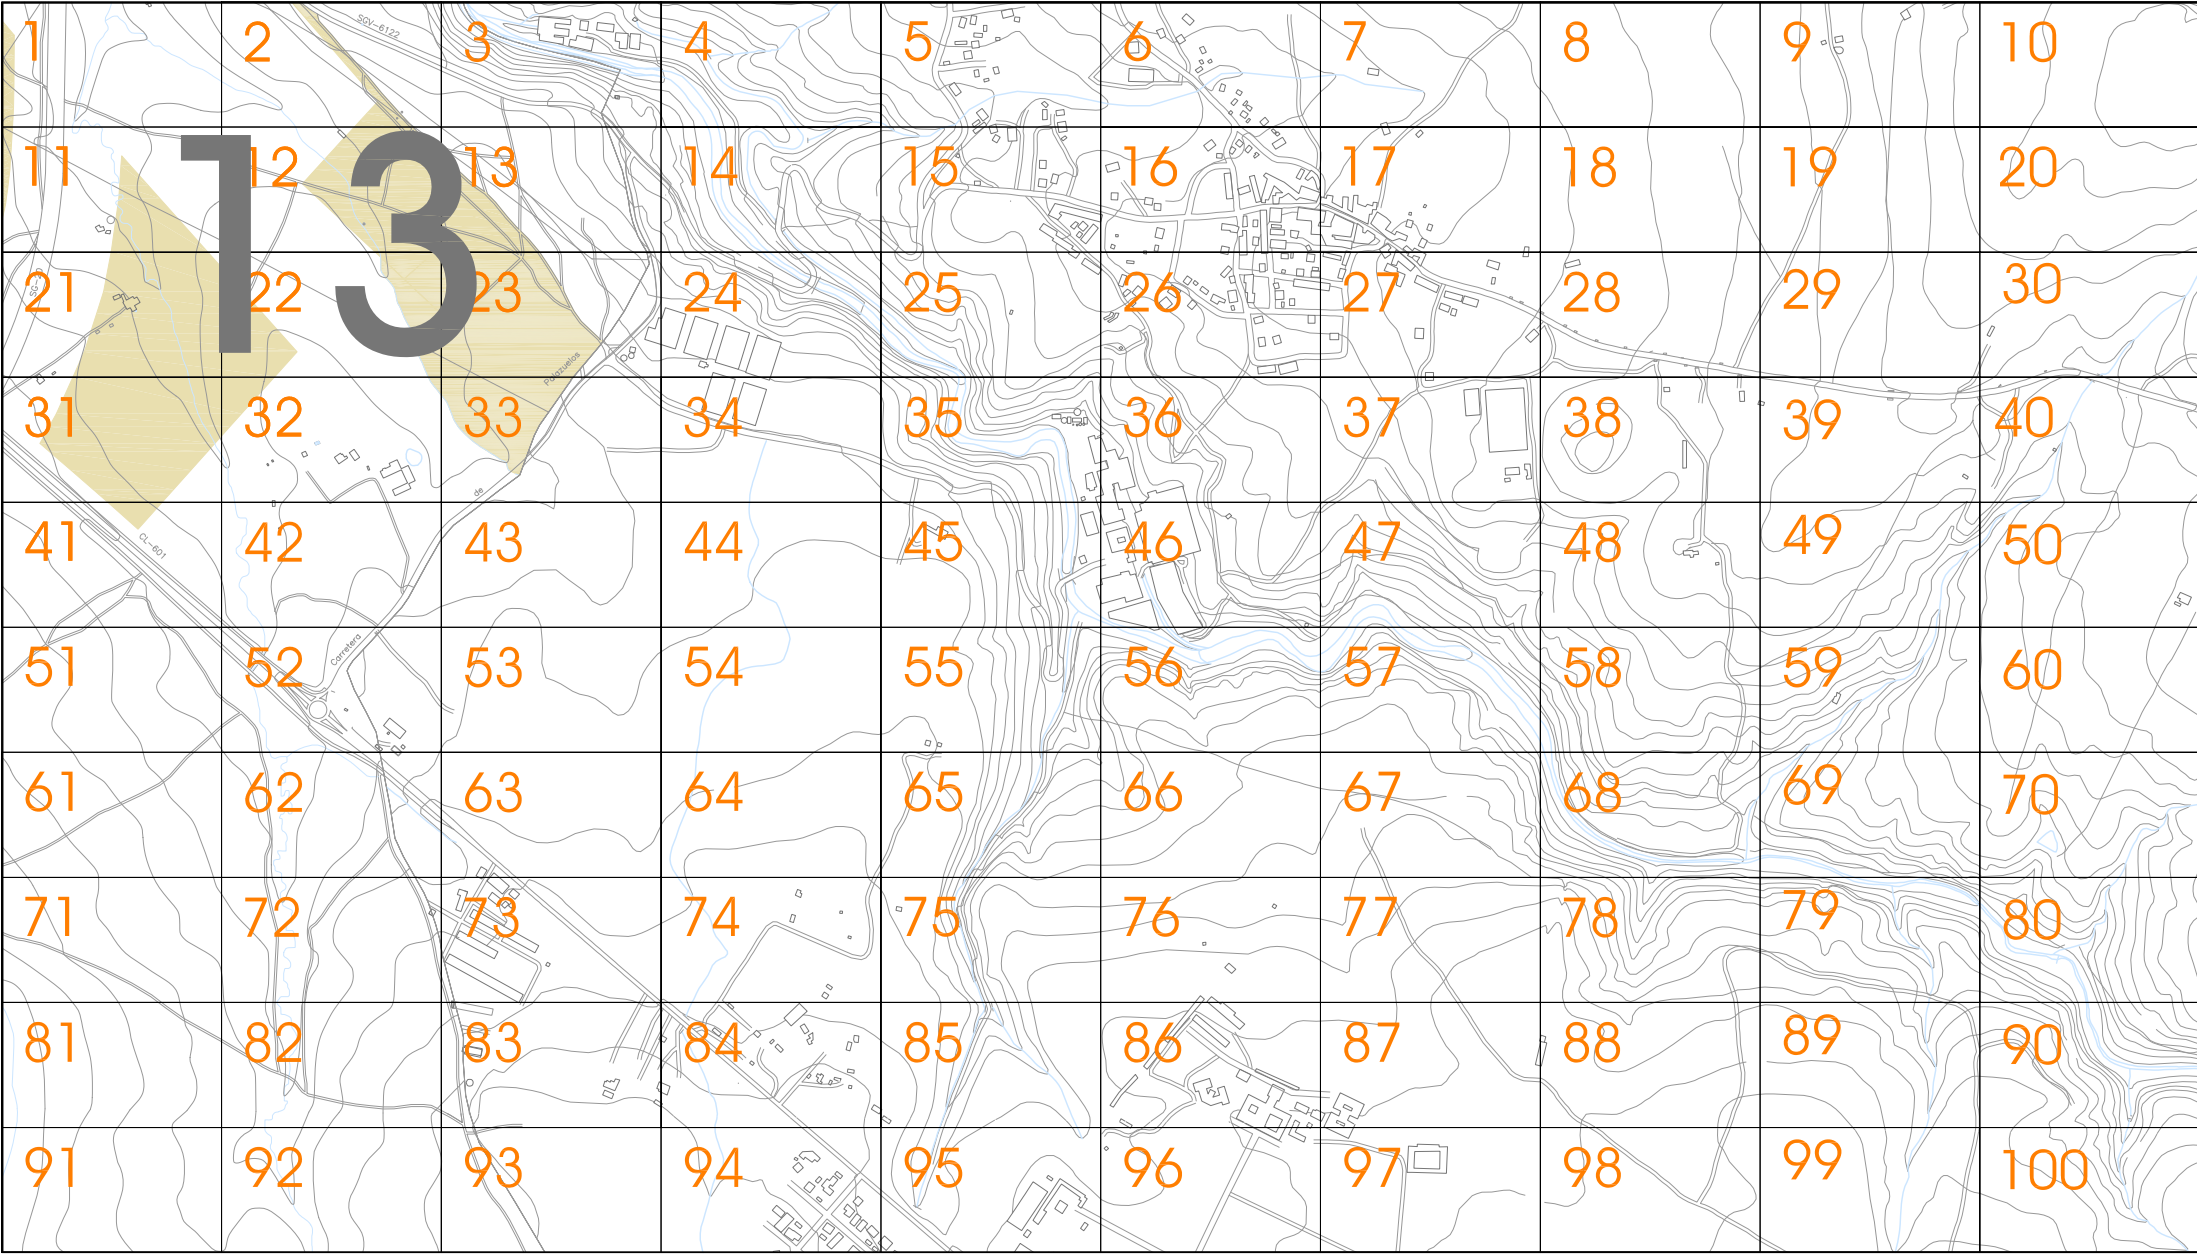 SGV-6122
1 2 3 4 5 6 7 8 9 10
13
11 12 13 14 15 16 17 18 19 20
SG-20
21 22 23 24 25 26 27 28 29 30
Palazuelos
31 32 33 34 35 36 37 38 39 40
de
41 42 43 44 45 46 47 48 49 50
CL-601
Carretera
51 52 53 54 55 56 57 58 59 60
61 62 63 64 65 66 67 68 69 70
71 72 73 74 75 76 77 78 79 80
81 82 83 84 85 86 87 88 89 90
91 92 93 94 95 96 97 98 99 100